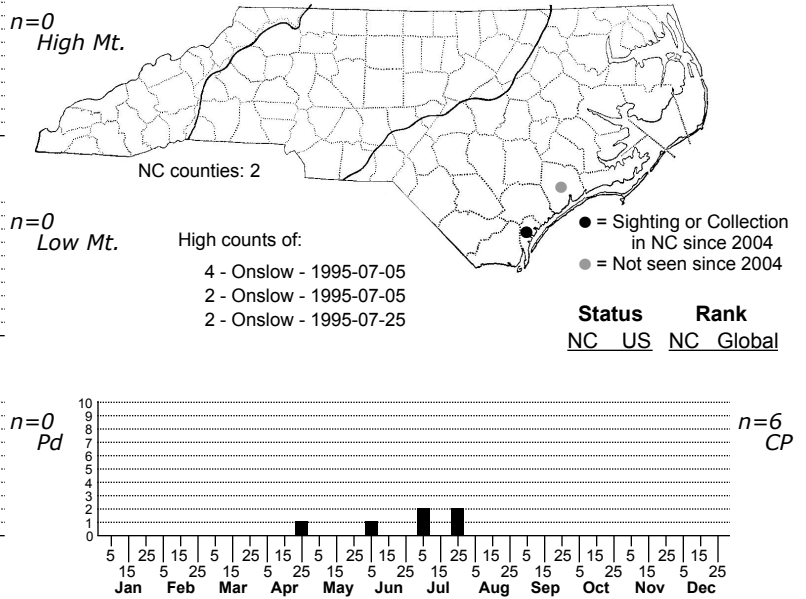 n=0
High Mt.
NC counties: 2
n=0
Low Mt.
High counts of:
4 - Onslow - 1995-07-05
2 - Onslow - 1995-07-05
2 - Onslow - 1995-07-25
● = Sighting or Collection
in NC since 2004
● = Not seen since 2004
Status Rank
NC US NC Global
n=0
Pd
n=6
CP
10
9
8
7
6
5
4
3
2
1
0
5 25 15 5 25 15 5 25 15 5 25 15 5 25 15 5 25 15
15 5 25 15 5 25 15 5 25 15 5 25 15 5 25 15 5 25
Jan Feb Mar Apr May Jun Jul Aug Sep Oct Nov Dec